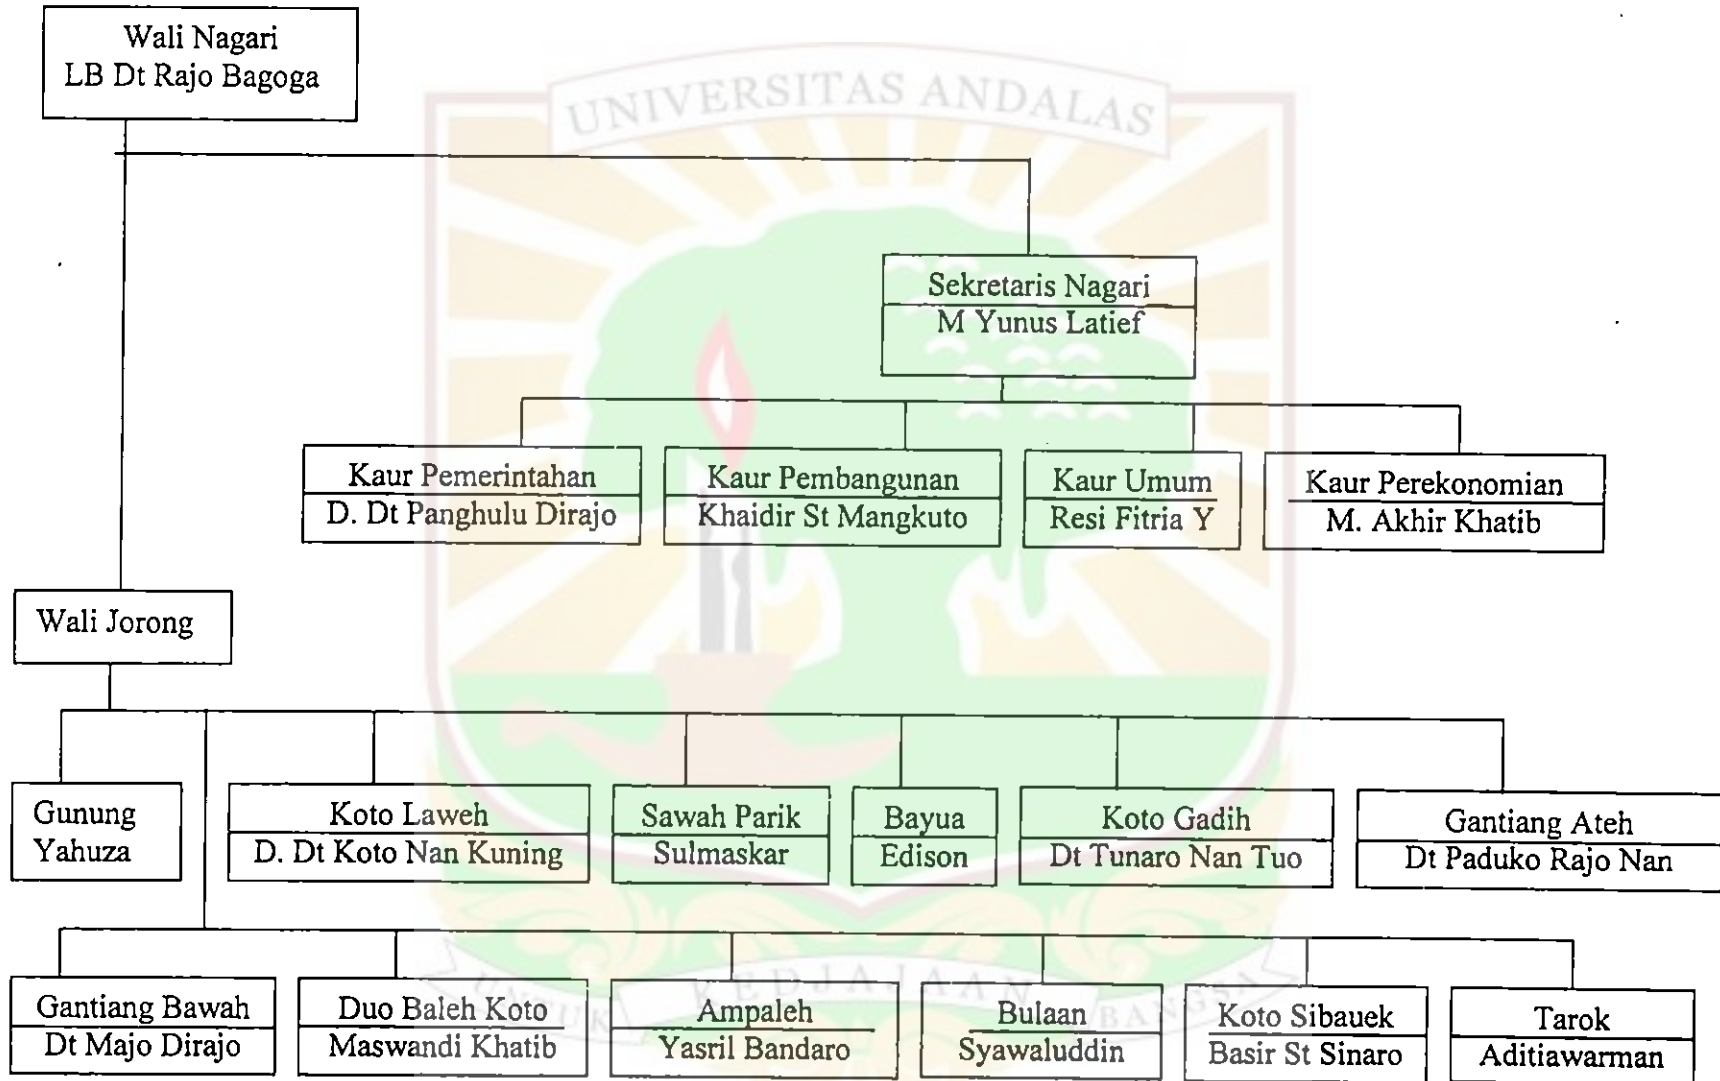 Wali Nagari
LB Dt Rajo Bagoga
UNIVERSITAS ANDALAS
Sekretaris Nagari
M Yunus Latief
Kaur Pemerintahan
D. Dt Panghulu Dirajo
Kaur Pembangunan
Khaidir St Mangkuto
Kaur Umum
Resi Fitria Y
Kaur Perekonomian
M. Akhir Khatib
Wali Jorong
Gunung
Yahuza
Koto Laweh
D. Dt Koto Nan Kuning
Sawah Parik
Sulmaskar
Bayua
Edison
Koto Gadih
Dt Tunaro Nan Tuo
Gantiang Ateh
Dt Paduko Rajo Nan
Gantiang Bawah
Dt Majo Dirajo
Duo Baleh Koto
Maswandi Khatib
Ampaleh
Yasril Bandaro
Bulaan
Syawaluddin
Koto Sibauek
Basir St Sinaro
Tarok
Aditiawarman
UNTUK KEDJAJAAN BANGSA